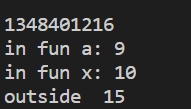 1348401216
in fun a: 9
in fun x: 10
outside  15